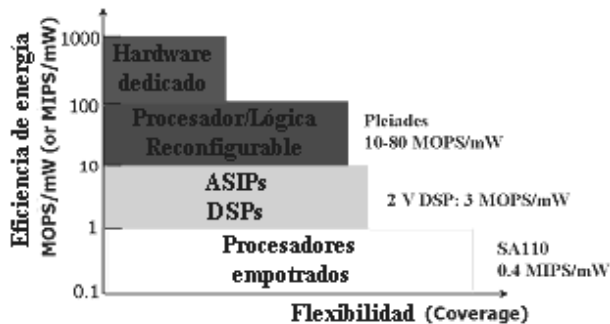 Eficiencia de energía
MOPS/mW (or MIPS/mW)
1000
100
10
1
0.1
Hardware
dedicado
Procesador/Lógica
Reconfigurable
Pleiades
10-80 MOPS/mW
ASIPs
DSPs
2 V DSP: 3 MOPS/mW
Procesadores
empotrados
SA110
0.4 MIPS/mW
Flexibilidad (Coverage)